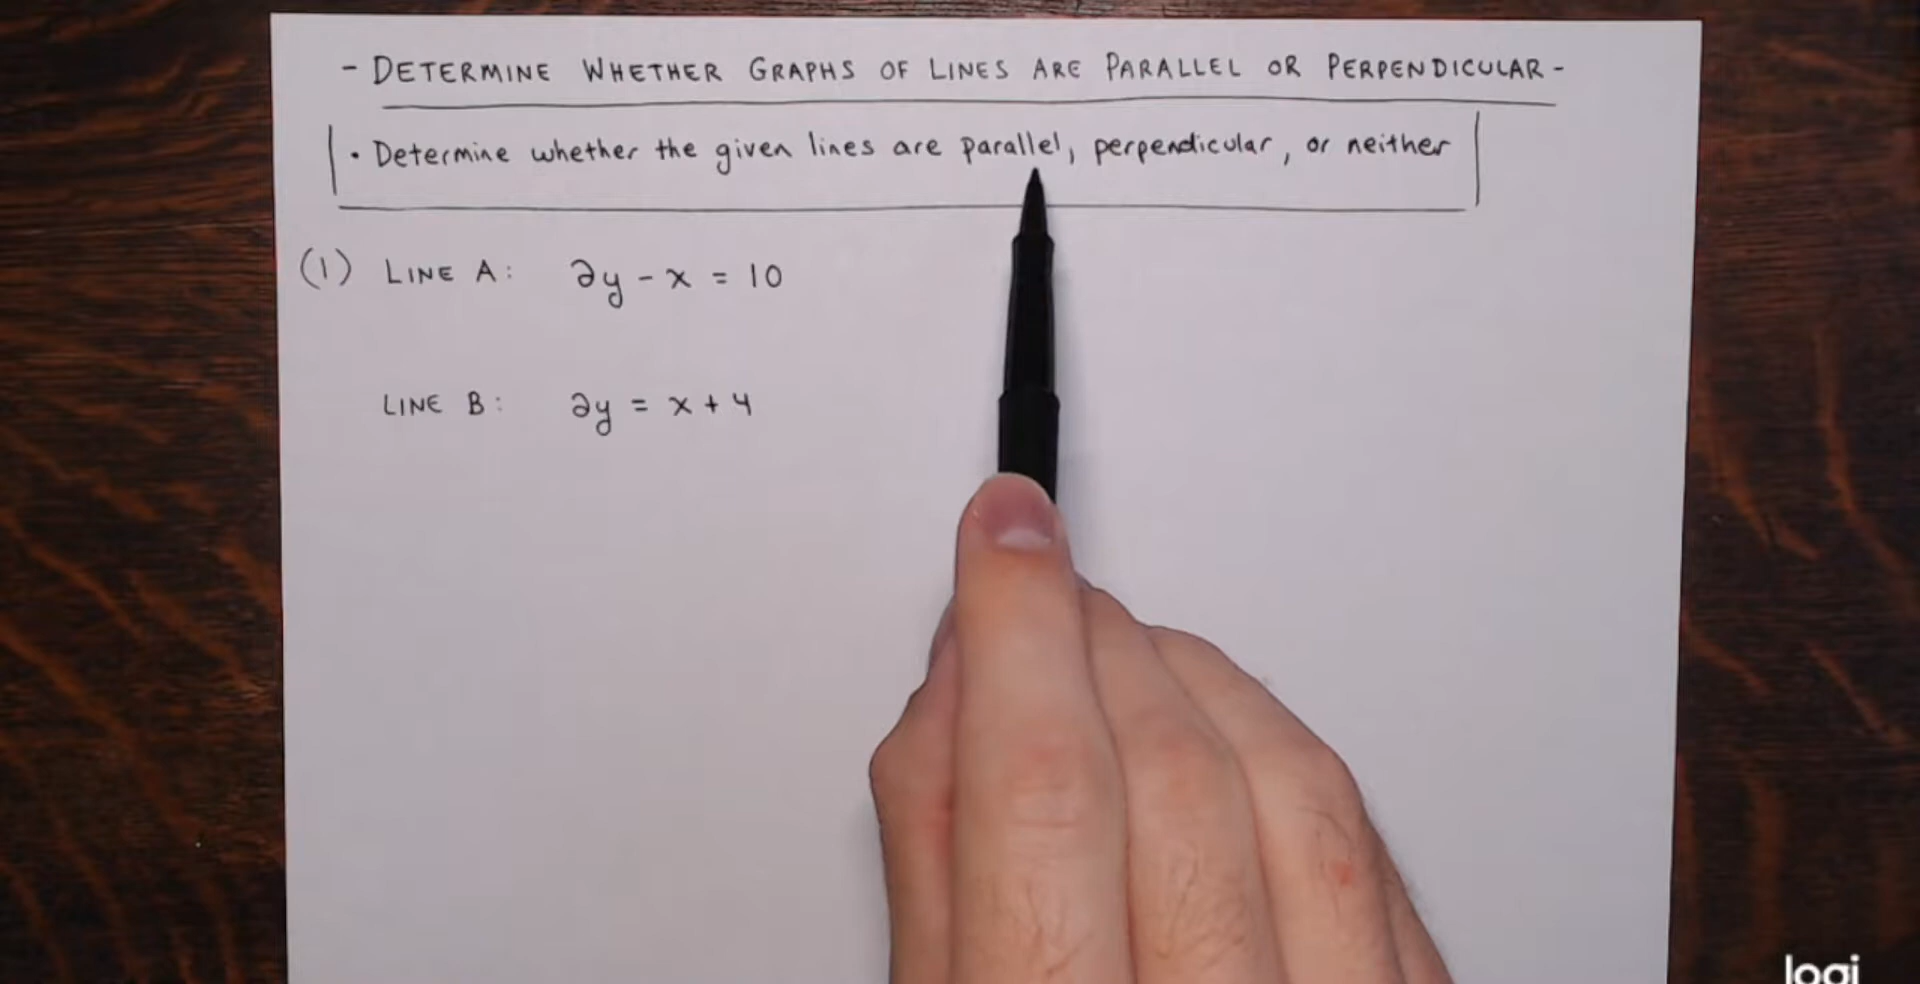 - DETERMINE WHETHER GRAPHS OF LINES ARE PARALLEL OR PERPENDICULAR -
• Determine whether the given lines are parallel, perpendicular, or neither
(1) LINE A: 2y - x = 10
LINE B: 2y = x + 4
logi